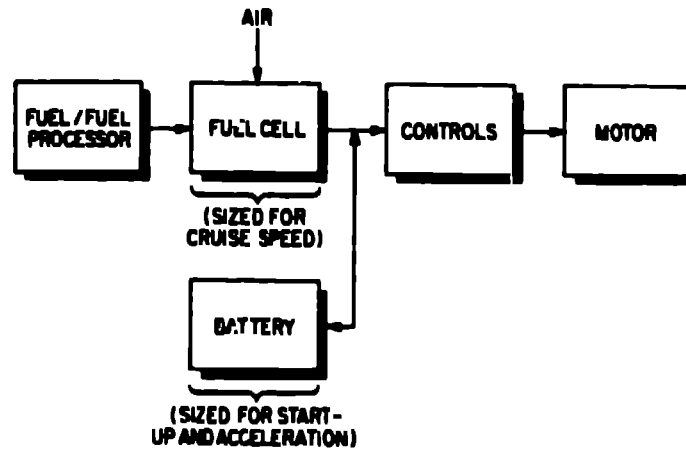 AIR
FUEL/FUEL
PROCESSOR
FUEL CELL
CONTROLS
MOTOR
(SIZED FOR
CRUISE SPEED)
BATTERY
(SIZED FOR START-
UP AND ACCELERATION)